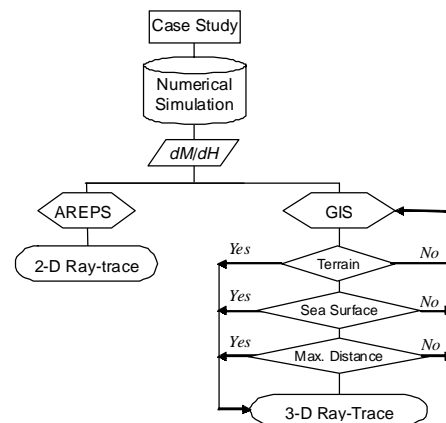 Case Study
Numerical
Simulation
dM/dH
AREPS
GIS
2-D Ray-trace
Yes
Terrain
No
Yes
Sea Surface
No
Yes
Max. Distance
No
3-D Ray-Trace